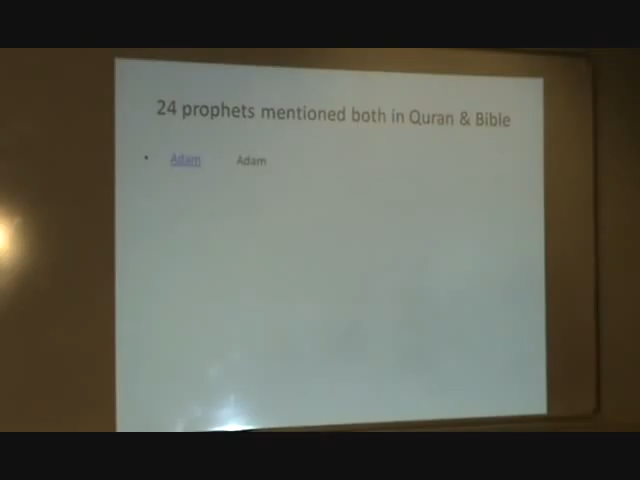 24 prophets mentioned both in Quran & Bible
• Adam Adam